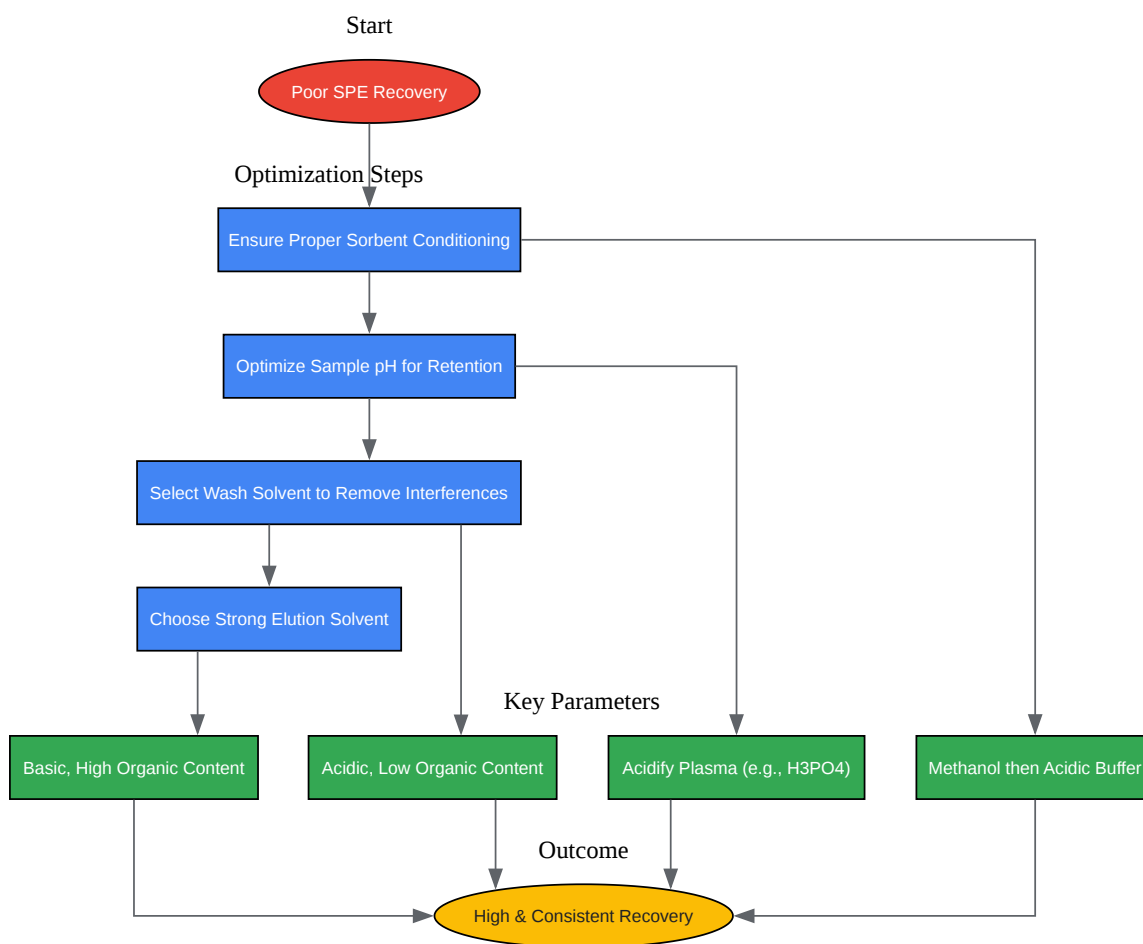 Start
Poor SPE Recovery
Optimization Steps
Ensure Proper Sorbent Conditioning
Optimize Sample pH for Retention
Select Wash Solvent to Remove Interferences
Choose Strong Elution Solvent
Key Parameters
Basic, High Organic Content
Acidic, Low Organic Content
Acidify Plasma (e.g., H3PO4)
Methanol then Acidic Buffer
Outcome
High & Consistent Recovery